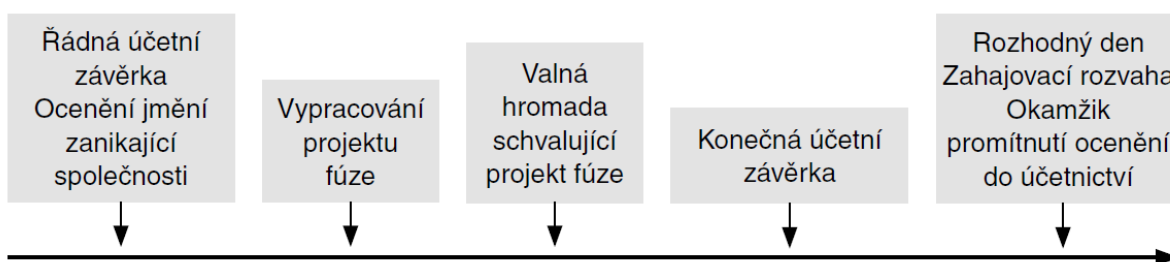 Řádná účetní
závěrka
Ocenění jmění
zanikající
společnosti
Vypracování
projektu
fúze
Valná
hromada
schvalující
projekt fúze
Konečná účetní
závěrka
Rozhodný den
Zahajovací rozvaha
Okamžik
promítnutí ocenění
do účetnictví